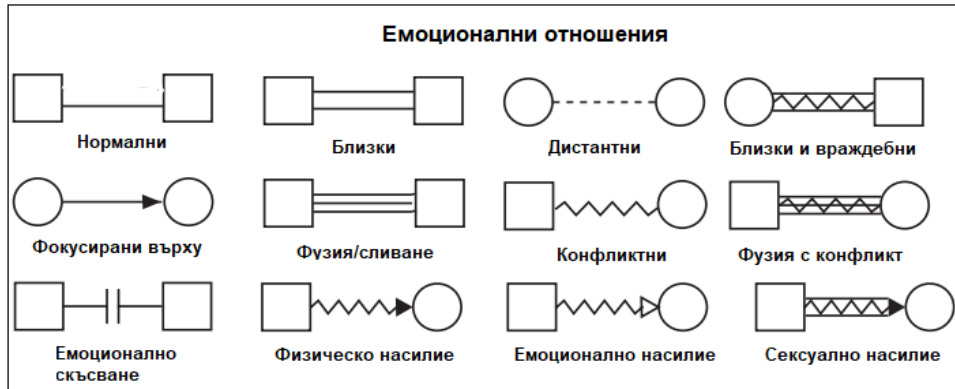 Емоционални отношения
Нормални
Близки
Дистантни
Близки и враждебни
Фокусирани върху
Фузия/сливане
Конфликтни
Фузия с конфликт
Емоционално
скъсване
Физическо насилие
Емоционално насилие
Сексуално насилие